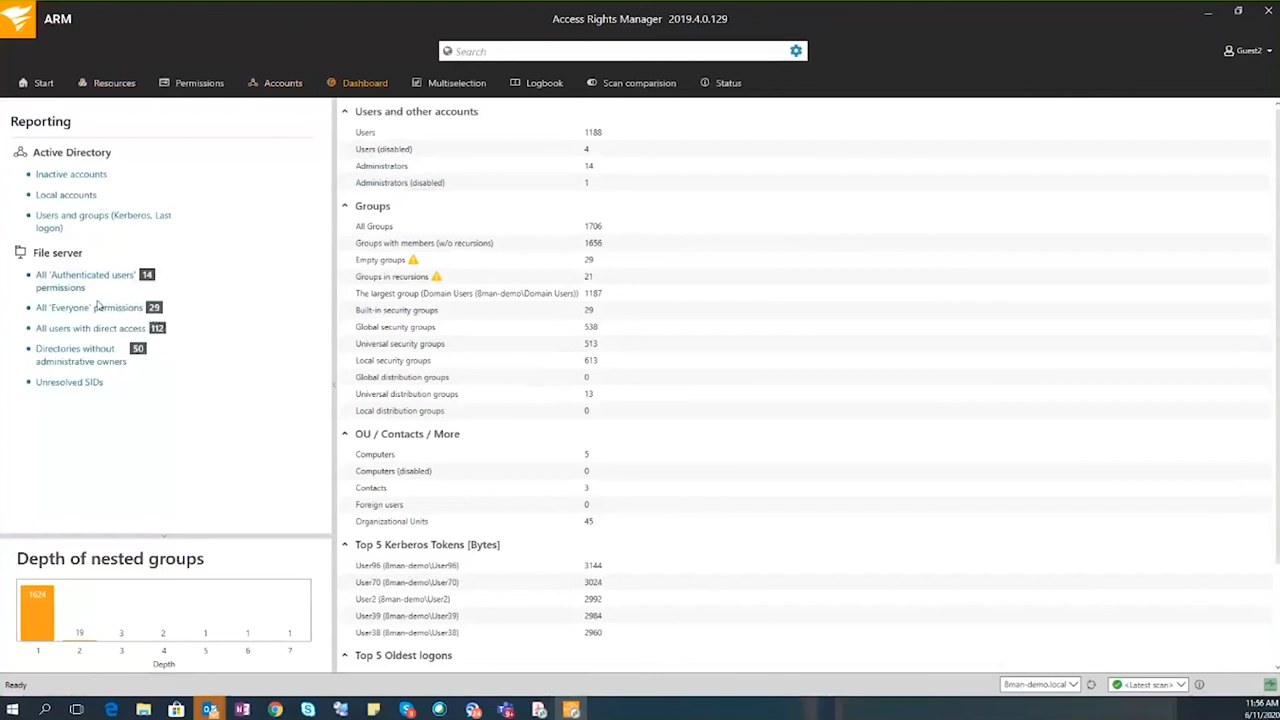 ARM
Access Rights Manager 2019.4.0.129
Search
Guest2
Start Resources Permissions Accounts Dashboard Multiselection Logbook Scan comparision Status
Reporting
Active Directory
Inactive accounts
Local accounts
Users and groups (Kerberos, Last
logon)
File server
All 'Authenticated users' 14
permissions
All 'Everyone' permissions 29
All users with direct access 112
Directories without 50
administrative owners
Unresolved SIDs
Depth of nested groups
1624 19 3 2 1 1 1
1 2 3 4 5 6 7
Depth
Users and other accounts
Users 1188
Users (disabled) 4
Administrators 14
Administrators (disabled) 1
Groups
All Groups 1706
Groups with members (w/o recursions) 1656
Empty groups 29
Groups in recursions 21
The largest group (Domain Users (8man-demo\Domain Users)) 1187
Built-in security groups 29
Global security groups 538
Universal security groups 513
Local security groups 613
Global distribution groups 0
Universal distribution groups 13
Local distribution groups 0
OU / Contacts / More
Computers 5
Computers (disabled) 0
Contacts 3
Foreign users 0
Organizational Units 45
Top 5 Kerberos Tokens [Bytes]
User96 (8man-demo\User96) 3144
User70 (8man-demo\User70) 3024
User2 (8man-demo\User2) 2992
User39 (8man-demo\User39) 2984
User38 (8man-demo\User38) 2960
Top 5 Oldest logons
Ready
8man-demo.local <Latest scan>
11:56 AM
6/11/2020